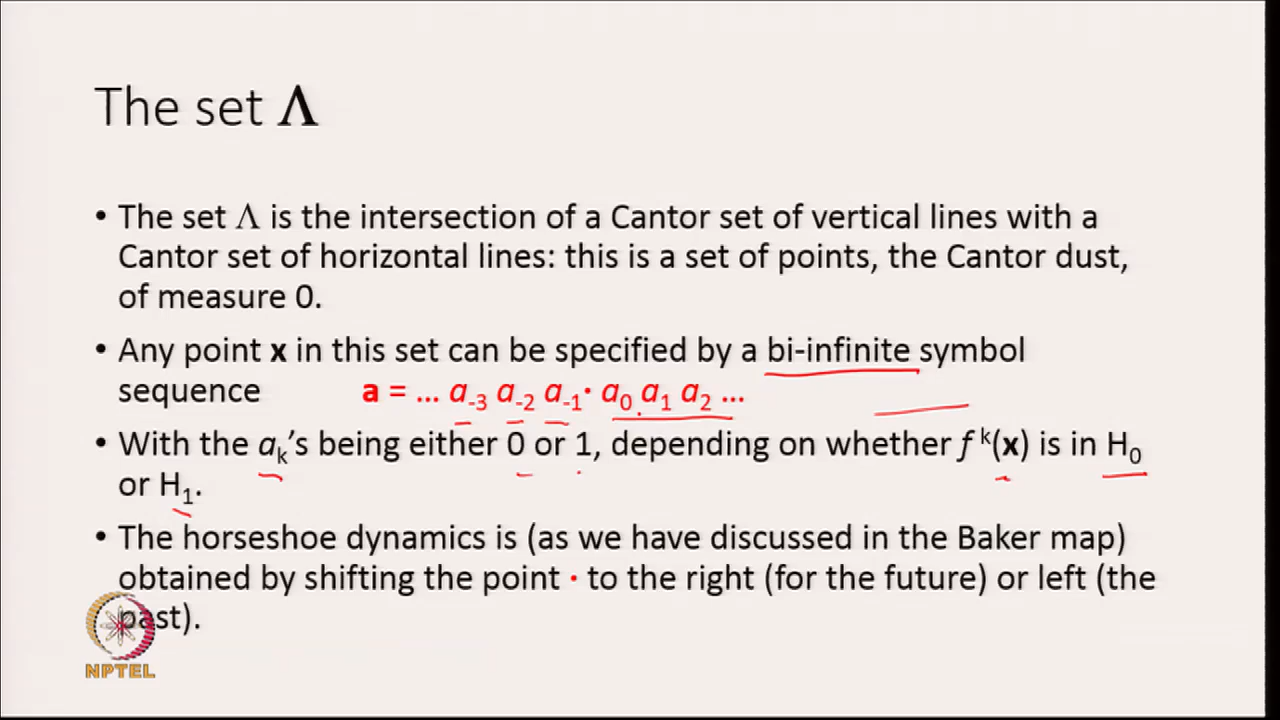 The set Λ
• The set Λ is the intersection of a Cantor set of vertical lines with a
Cantor set of horizontal lines: this is a set of points, the Cantor dust,
of measure 0.
• Any point x in this set can be specified by a bi-infinite symbol
sequence a = ... a₋₃ a₋₂ a₋₁· a₀ a₁ a₂ ...
• With the aₖ’s being either 0 or 1, depending on whether f ᵏ(x) is in H₀
or H₁.
• The horseshoe dynamics is (as we have discussed in the Baker map)
obtained by shifting the point · to the right (for the future) or left (the
past).
NPTEL